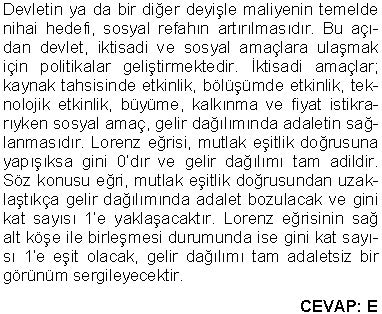 Devletin ya da bir diğer deyişle maliyenin temelde
nihai hedefi, sosyal refahın artırılmasıdır. Bu açı-
dan devlet, iktisadi ve sosyal amaçlara ulaşmak
için politikalar geliştirmektedir. İktisadi amaçlar;
kaynak tahsisinde etkinlik, bölüşümde etkinlik, tek-
nolojik etkinlik, büyüme, kalkınma ve fiyat istikra-
rıyken sosyal amaç, gelir dağılımında adaletin sağ-
lanmasıdır. Lorenz eğrisi, mutlak eşitlik doğrusuna
yapışıksa gini 0'dır ve gelir dağılımı tam adildir.
Söz konusu eğri, mutlak eşitlik doğrusundan uzak-
laştıkça gelir dağılımında adalet bozulacak ve gini
kat sayısı 1'e yaklaşacaktır. Lorenz eğrisinin sağ
alt köşe ile birleşmesi durumunda ise gini kat sayı-
sı 1'e eşit olacak, gelir dağılımı tam adaletsiz bir
görünüm sergileyecektir.
CEVAP: E